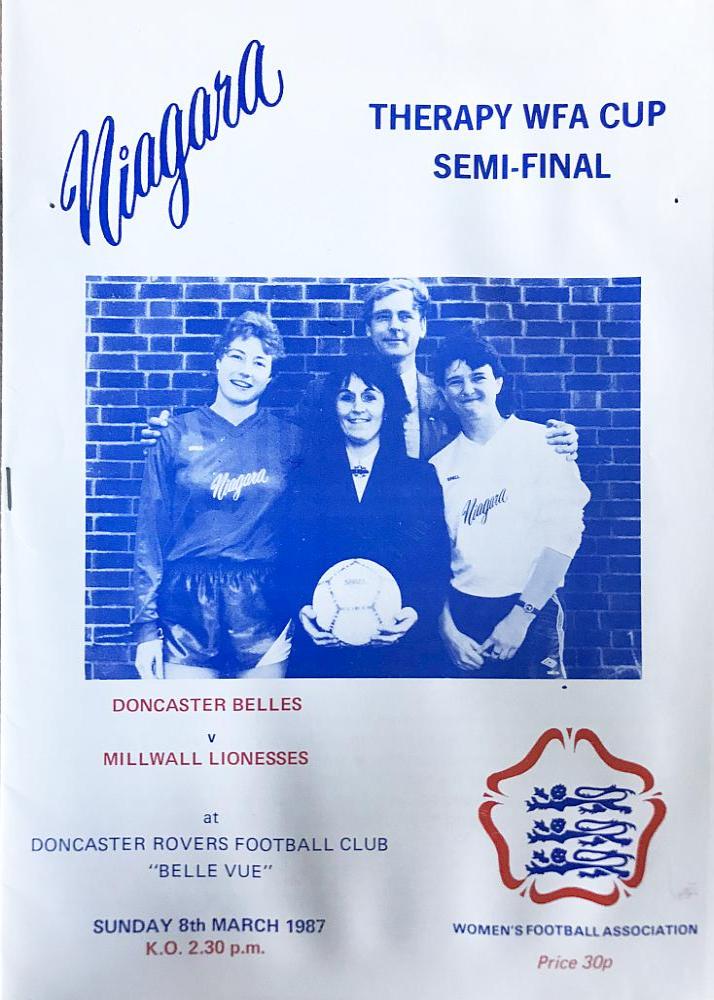 Niagara
THERAPY WFA CUP
SEMI-FINAL
Niagara
Niagara
DONCASTER BELLES
v
MILLWALL LIONESSES
at
DONCASTER ROVERS FOOTBALL CLUB
"BELLE VUE"
SUNDAY 8th MARCH 1987
K.O. 2.30 p.m.
WOMEN'S FOOTBALL ASSOCIATION
Price 30p